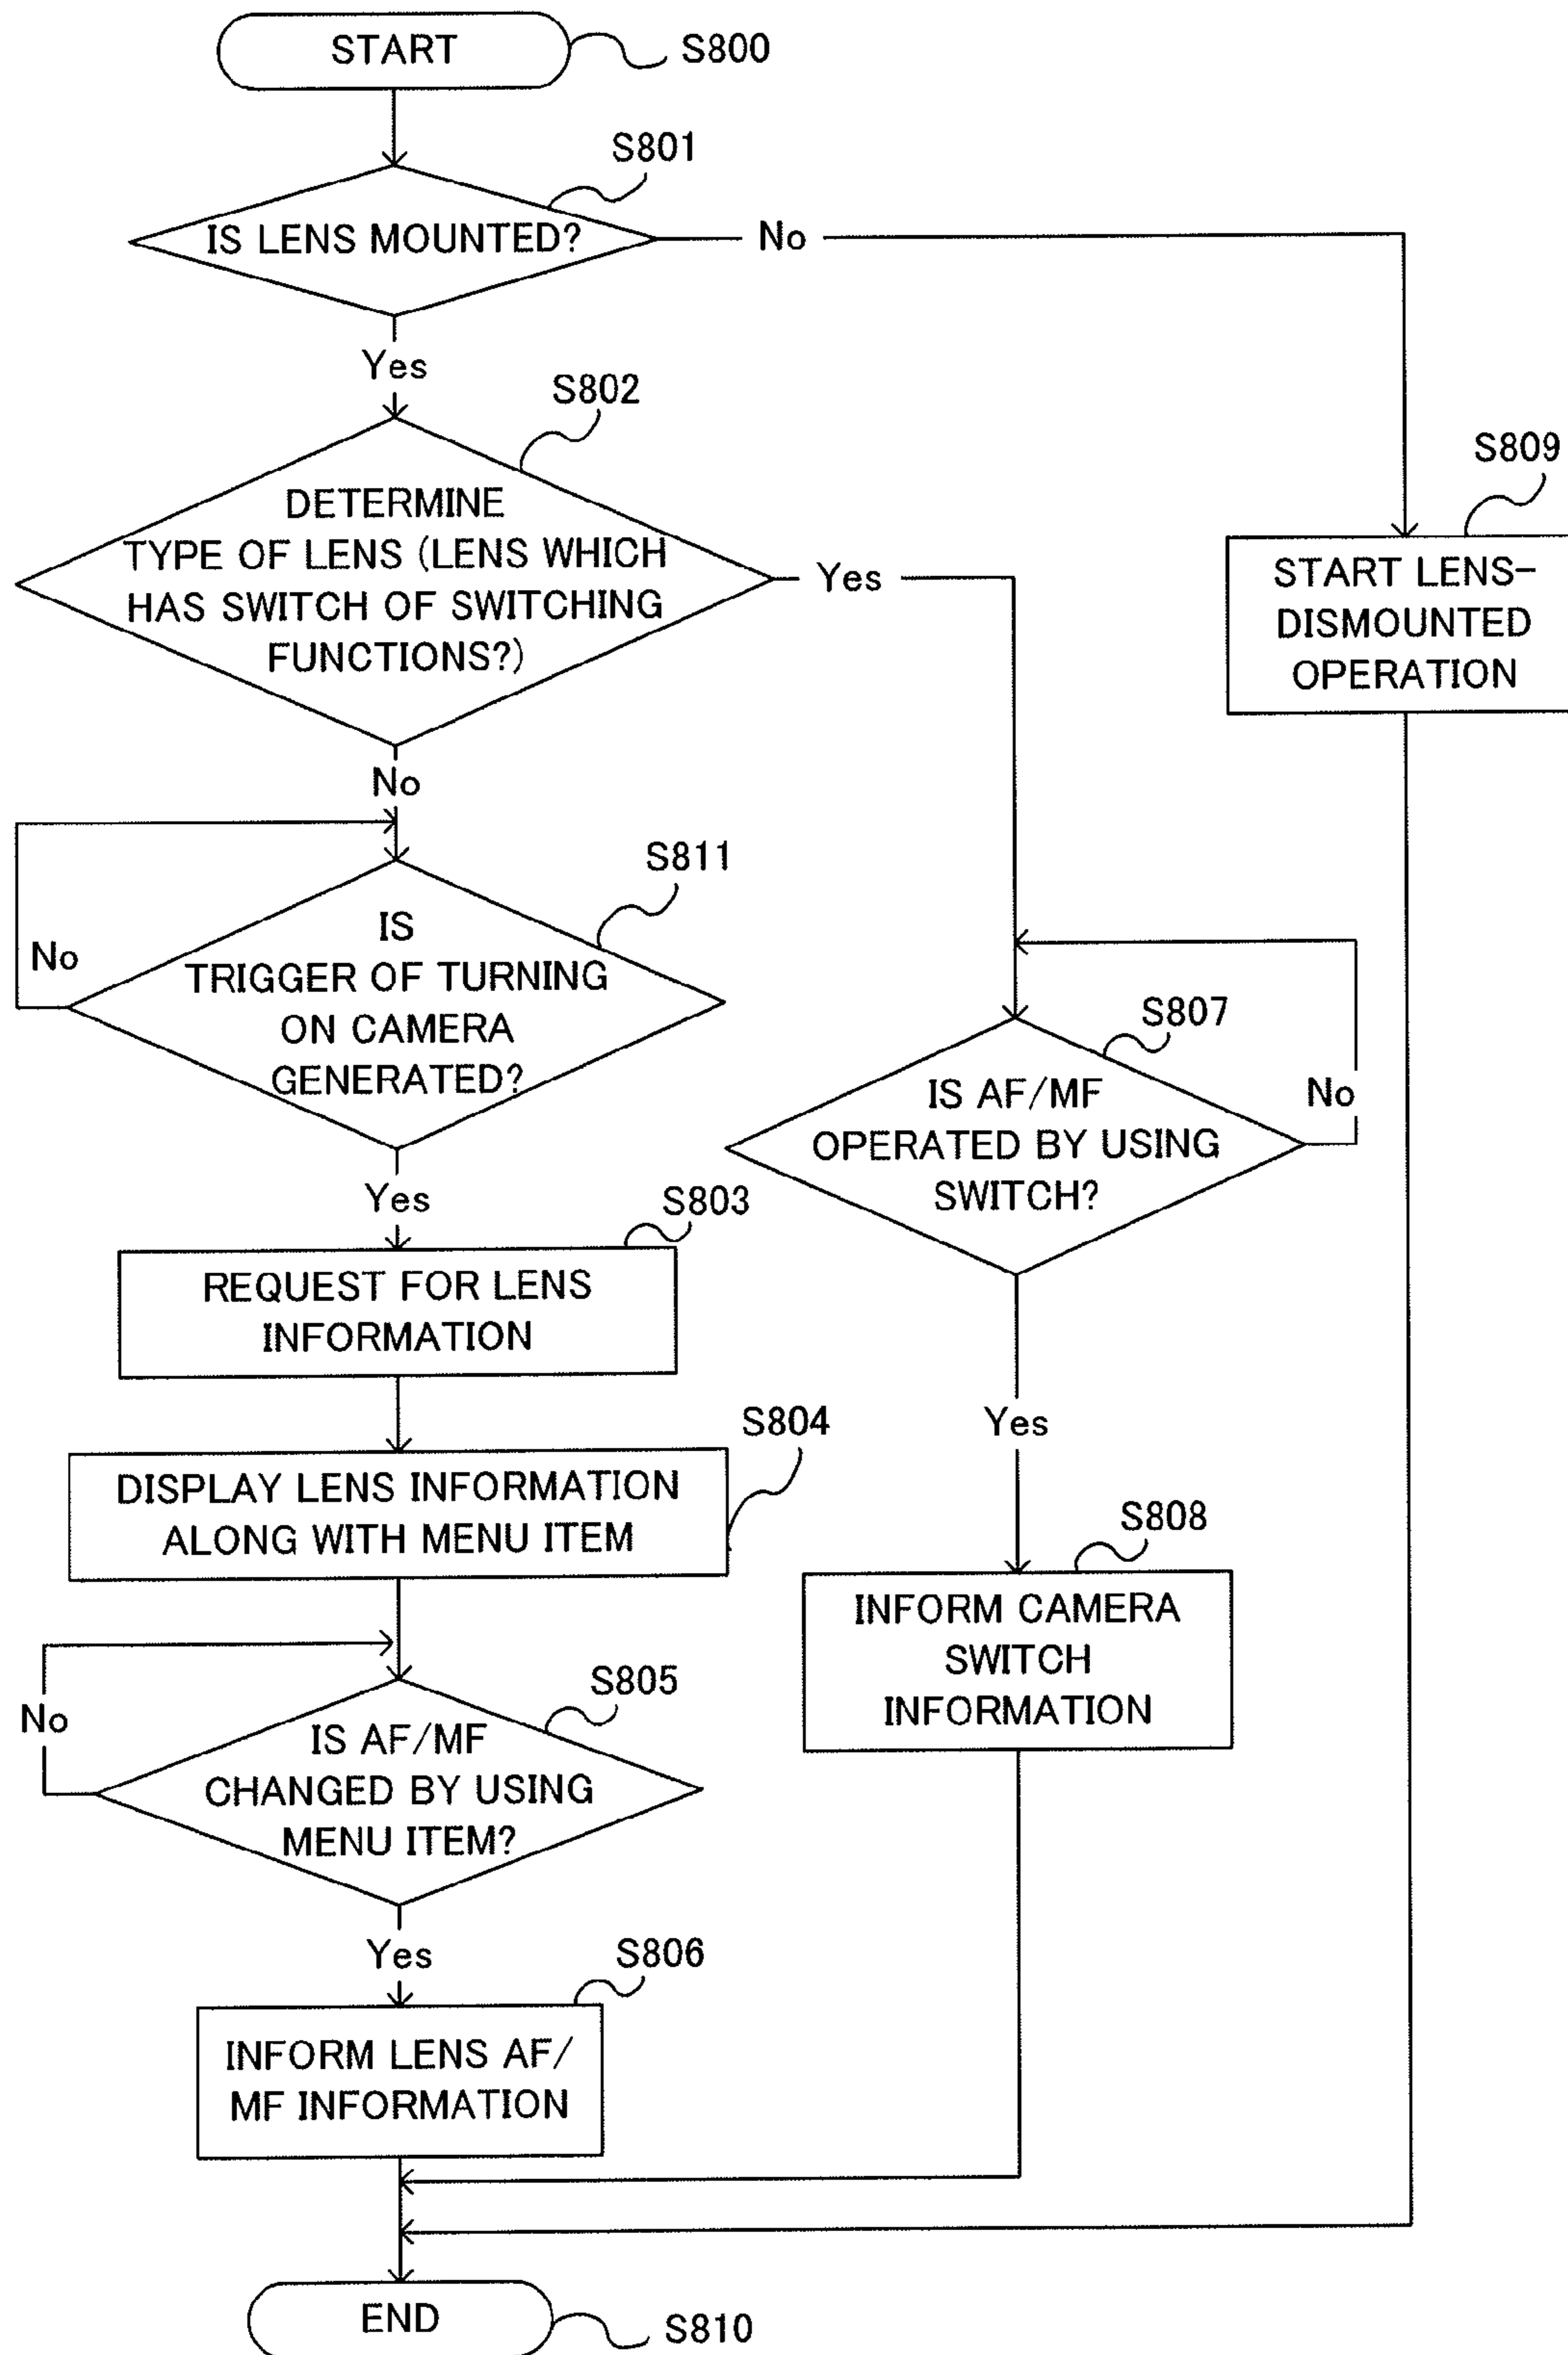 START
S800
S801
IS LENS MOUNTED?
No
Yes
S802
DETERMINE
TYPE OF LENS (LENS WHICH
HAS SWITCH OF SWITCHING
FUNCTIONS?)
Yes
S809
START LENS-
DISMOUNTED
OPERATION
No
S811
IS
TRIGGER OF TURNING
ON CAMERA
GENERATED?
No
S807
IS AF/MF
OPERATED BY USING
SWITCH?
No
Yes
S803
REQUEST FOR LENS
INFORMATION
Yes
S804
DISPLAY LENS INFORMATION
ALONG WITH MENU ITEM
S808
INFORM CAMERA
SWITCH
INFORMATION
S805
IS AF/MF
CHANGED BY USING
MENU ITEM?
No
Yes
S806
INFORM LENS AF/
MF INFORMATION
END
S810